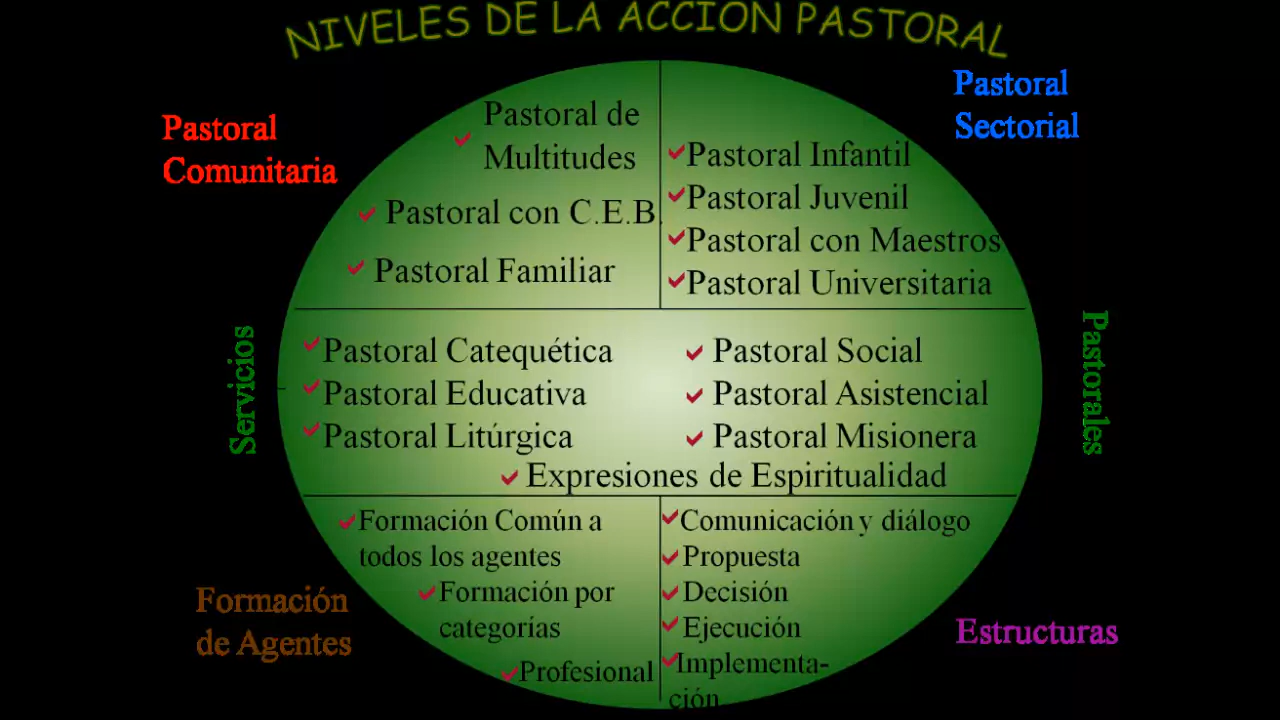 NIVELES DE LA ACCIÓN PASTORAL
Pastoral
Comunitaria
Pastoral de
Multitudes
Pastoral con C.E.B.
Pastoral Familiar
Pastoral
Sectorial
Pastoral Infantil
Pastoral Juvenil
Pastoral con Maestros
Pastoral Universitaria
Servicios
Pastoral Catequética
Pastoral Educativa
Pastoral Litúrgica
Pastoral Social
Pastoral Asistencial
Pastoral Misionera
Expresiones de Espiritualidad
Pastorales
Formación
de Agentes
Formación Común a
todos los agentes
Formación por
categorías
Profesional
Comunicación y diálogo
Propuesta
Decisión
Ejecución
Implementa-
ción
Estructuras